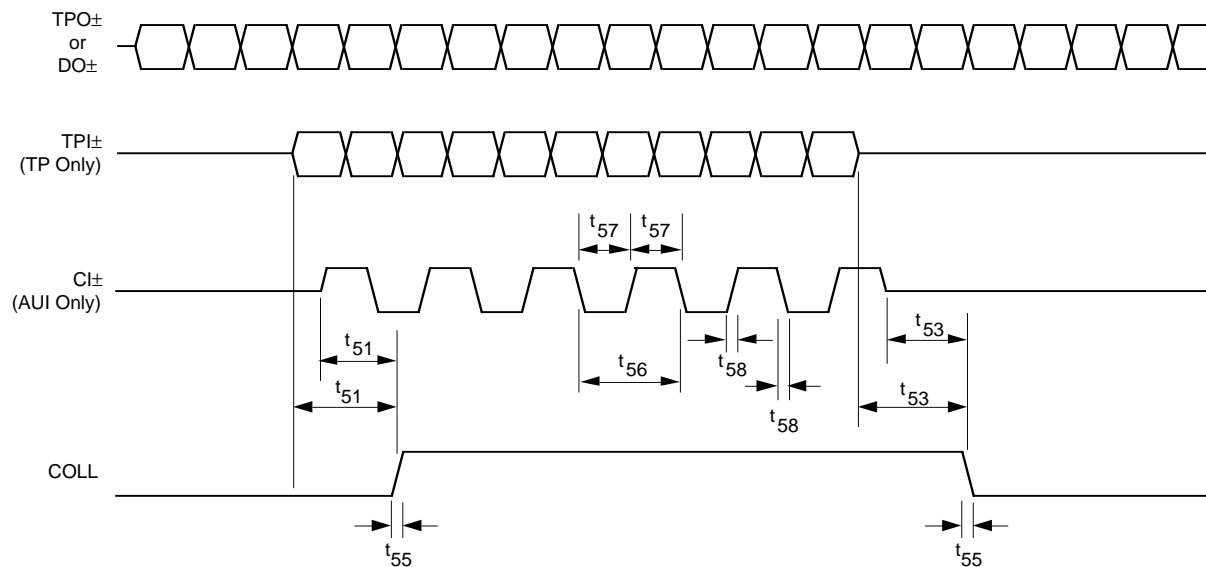 TPO±
or
DO±
TPI±
(TP Only)
t57 t57
CI±
(AUI Only)
t51
t56
t58
t53
t51
t58
t53
COLL
t55
t55